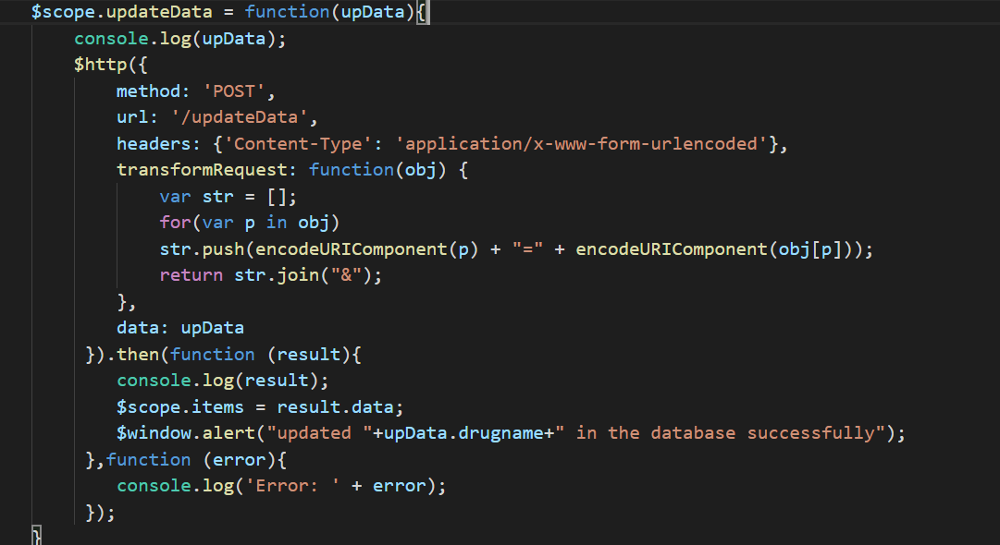 $scope.updateData = function(upData){
console.log(upData);
$http({
method: 'POST',
url: '/updateData',
headers: {'Content-Type': 'application/x-www-form-urlencoded'},
transformRequest: function(obj) {
var str = [];
for(var p in obj)
str.push(encodeURIComponent(p) + "=" + encodeURIComponent(obj[p]));
return str.join("&");
},
data: upData
}).then(function (result){
console.log(result);
$scope.items = result.data;
$window.alert("updated "+upData.drugname+" in the database successfully");
},function (error){
console.log('Error: ' + error);
});
}